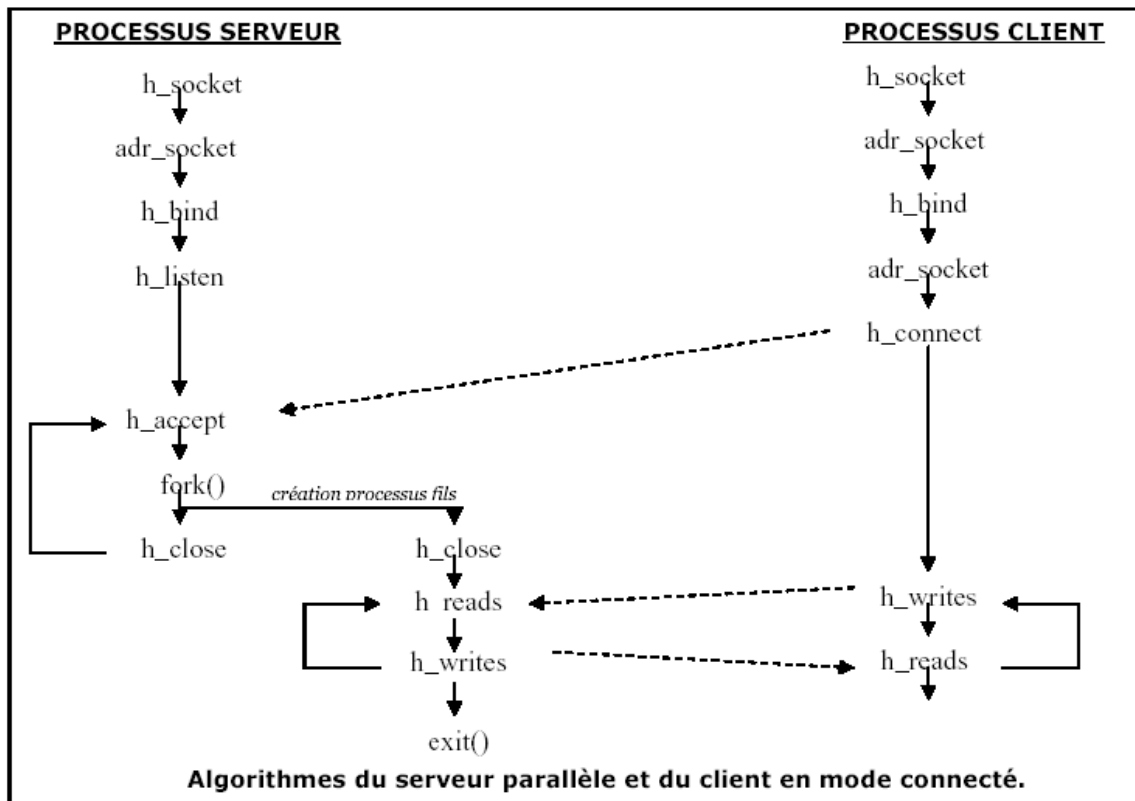 PROCESSUS SERVEUR
h_socket
adr_socket
h_bind
h_listen
h_accept
fork()
création processus fils
h_close
h_close
h_reads
h_writes
exit()
PROCESSUS CLIENT
h_socket
adr_socket
h_bind
adr_socket
h_connect
h_writes
h_reads
Algorithmes du serveur parallèle et du client en mode connecté.